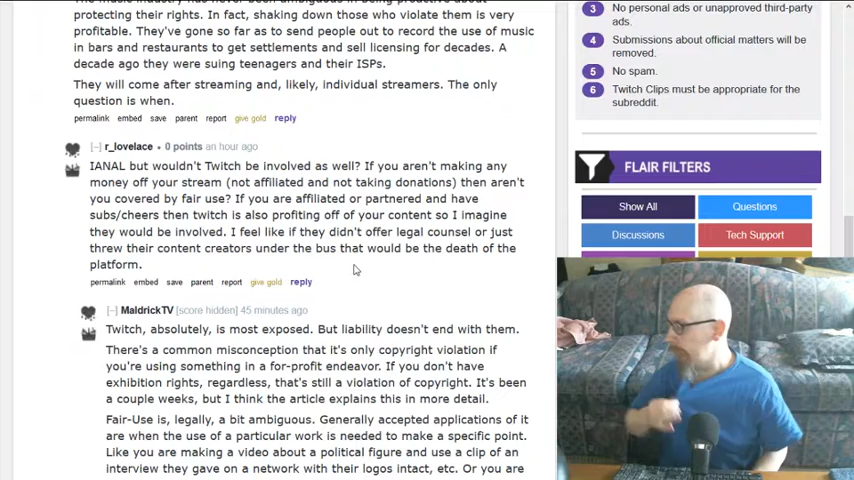 protecting their rights. In fact, shaking down those who violate them is very
profitable. They've gone so far as to send people out to record the use of music
in bars and restaurants to get settlements and sell licensing for decades. A
decade ago they were suing teenagers and their ISPs.
They will come after streaming and, likely, individual streamers. The only
question is when.
permalink embed save parent report give gold reply
[–] r_lovelace • 0 points an hour ago
IANAL but wouldn't Twitch be involved as well? If you aren't making any
money off your stream (not affiliated and not taking donations) then aren't
you covered by fair use? If you are affiliated or partnered and have
subs/cheers then twitch is also profiting off of your content so I imagine
they would be involved. I feel like if they didn't offer legal counsel or just
threw their content creators under the bus that would be the death of the
platform.
permalink embed save parent report give gold reply
[–] MaldrickTV [score hidden] 45 minutes ago
Twitch, absolutely, is most exposed. But liability doesn't end with them.
There's a common misconception that it's only copyright violation if
you're using something in a for-profit endeavor. If you don't have
exhibition rights, regardless, that's still a violation of copyright. It's been
a couple weeks, but I think the article explains this in more detail.
Fair-Use is, legally, a bit ambiguous. Generally accepted applications of it
are when the use of a particular work is needed to make a specific point.
Like you are making a video about a political figure and use a clip of an
interview they gave on a network with their logos intact, etc. Or you are
3 No personal ads or unapproved third-party
ads.
4 Submissions about official matters will be
removed.
5 No spam.
6 Twitch Clips must be appropriate for the
subreddit.
FLAIR FILTERS
Show All Questions
Discussions Tech Support